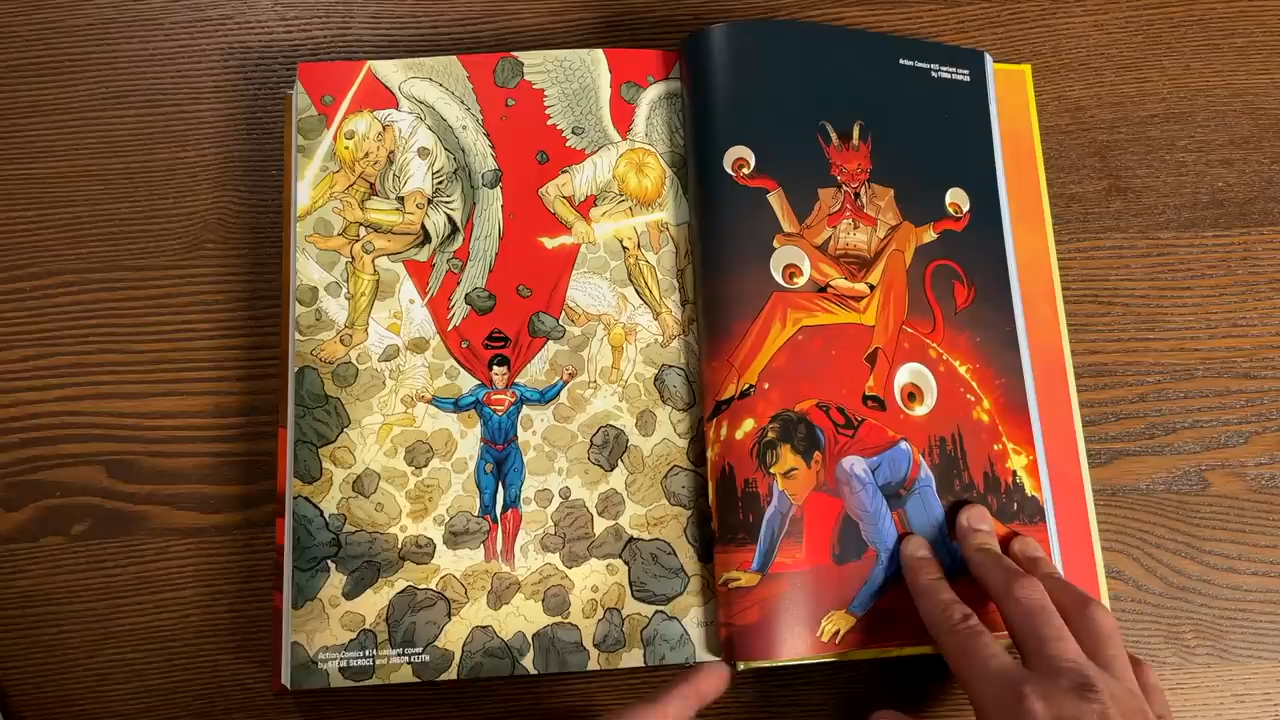 Action Comics #14 variant cover
by STEVE SKROCE and JASON KEITH
Action Comics #15 variant cover
by FIONA STAPLES
SKROCE